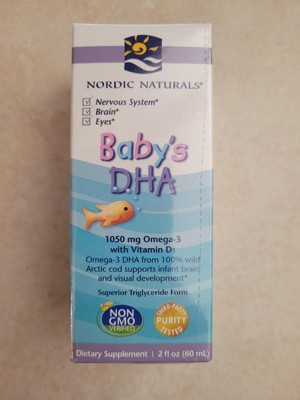 NORDIC NATURALS®
Nervous System*
Brain*
Eyes*
Baby's
DHA
1050 mg Omega-3
with Vitamin D3
Omega-3 DHA from 100% wild
Arctic cod supports infant brain
and visual development*
Superior Triglyceride Form
NON
GMO
VERIFIED
THIRD-PARTY
PURITY
TESTED
Dietary Supplement | 2 fl oz (60 mL)